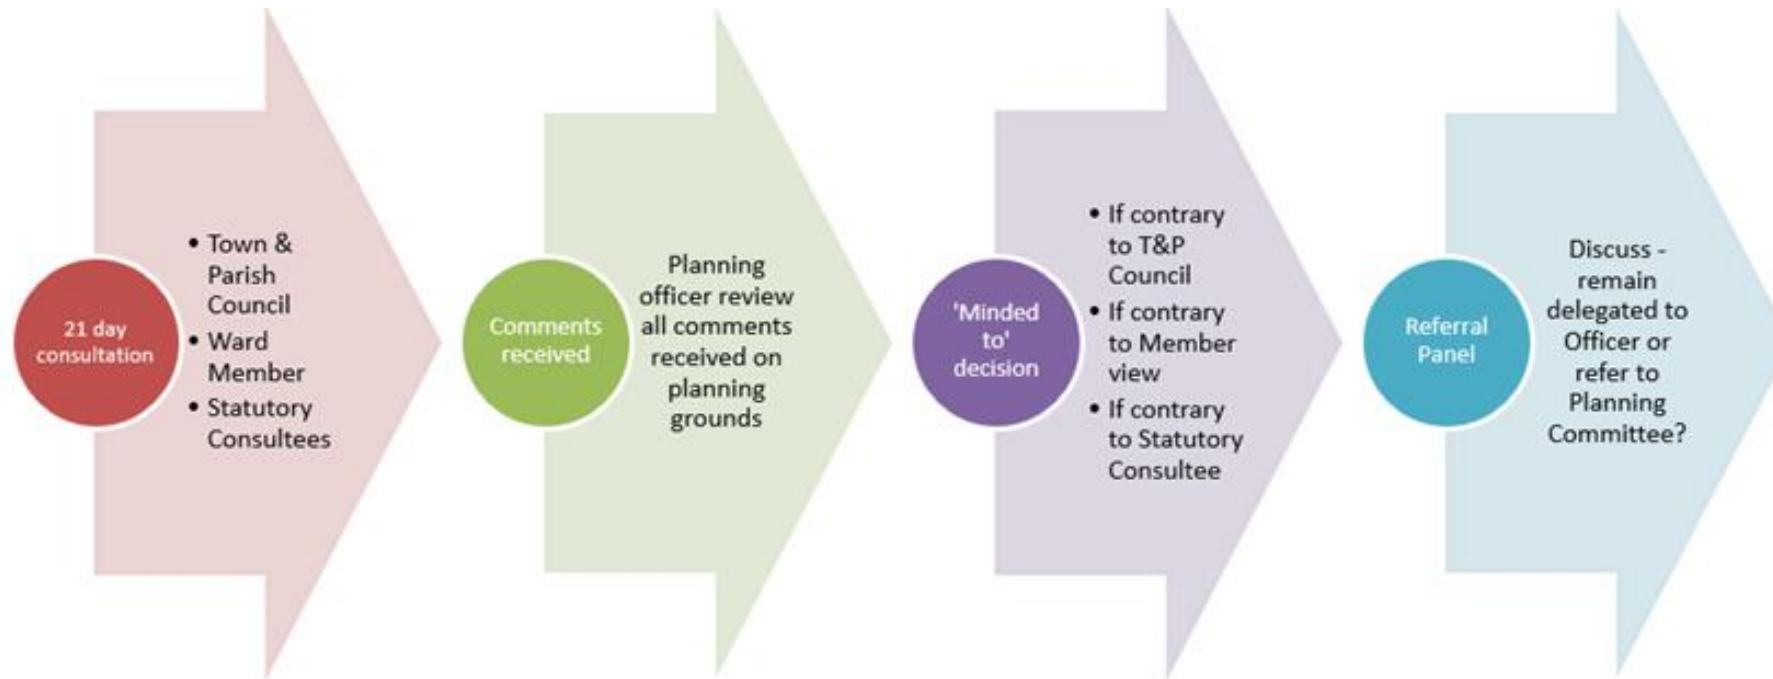 21 day
consultation
• Town &
Parish
Council
• Ward
Member
• Statutory
Consultees
Comments
received
Planning
officer review
all comments
received on
planning
grounds
'Minded
to'
decision
• If contrary
to T&P
Council
• If contrary
to Member
view
• If contrary
to Statutory
Consultee
Referral
Panel
Discuss -
remain
delegated to
Officer or
refer to
Planning
Committee?